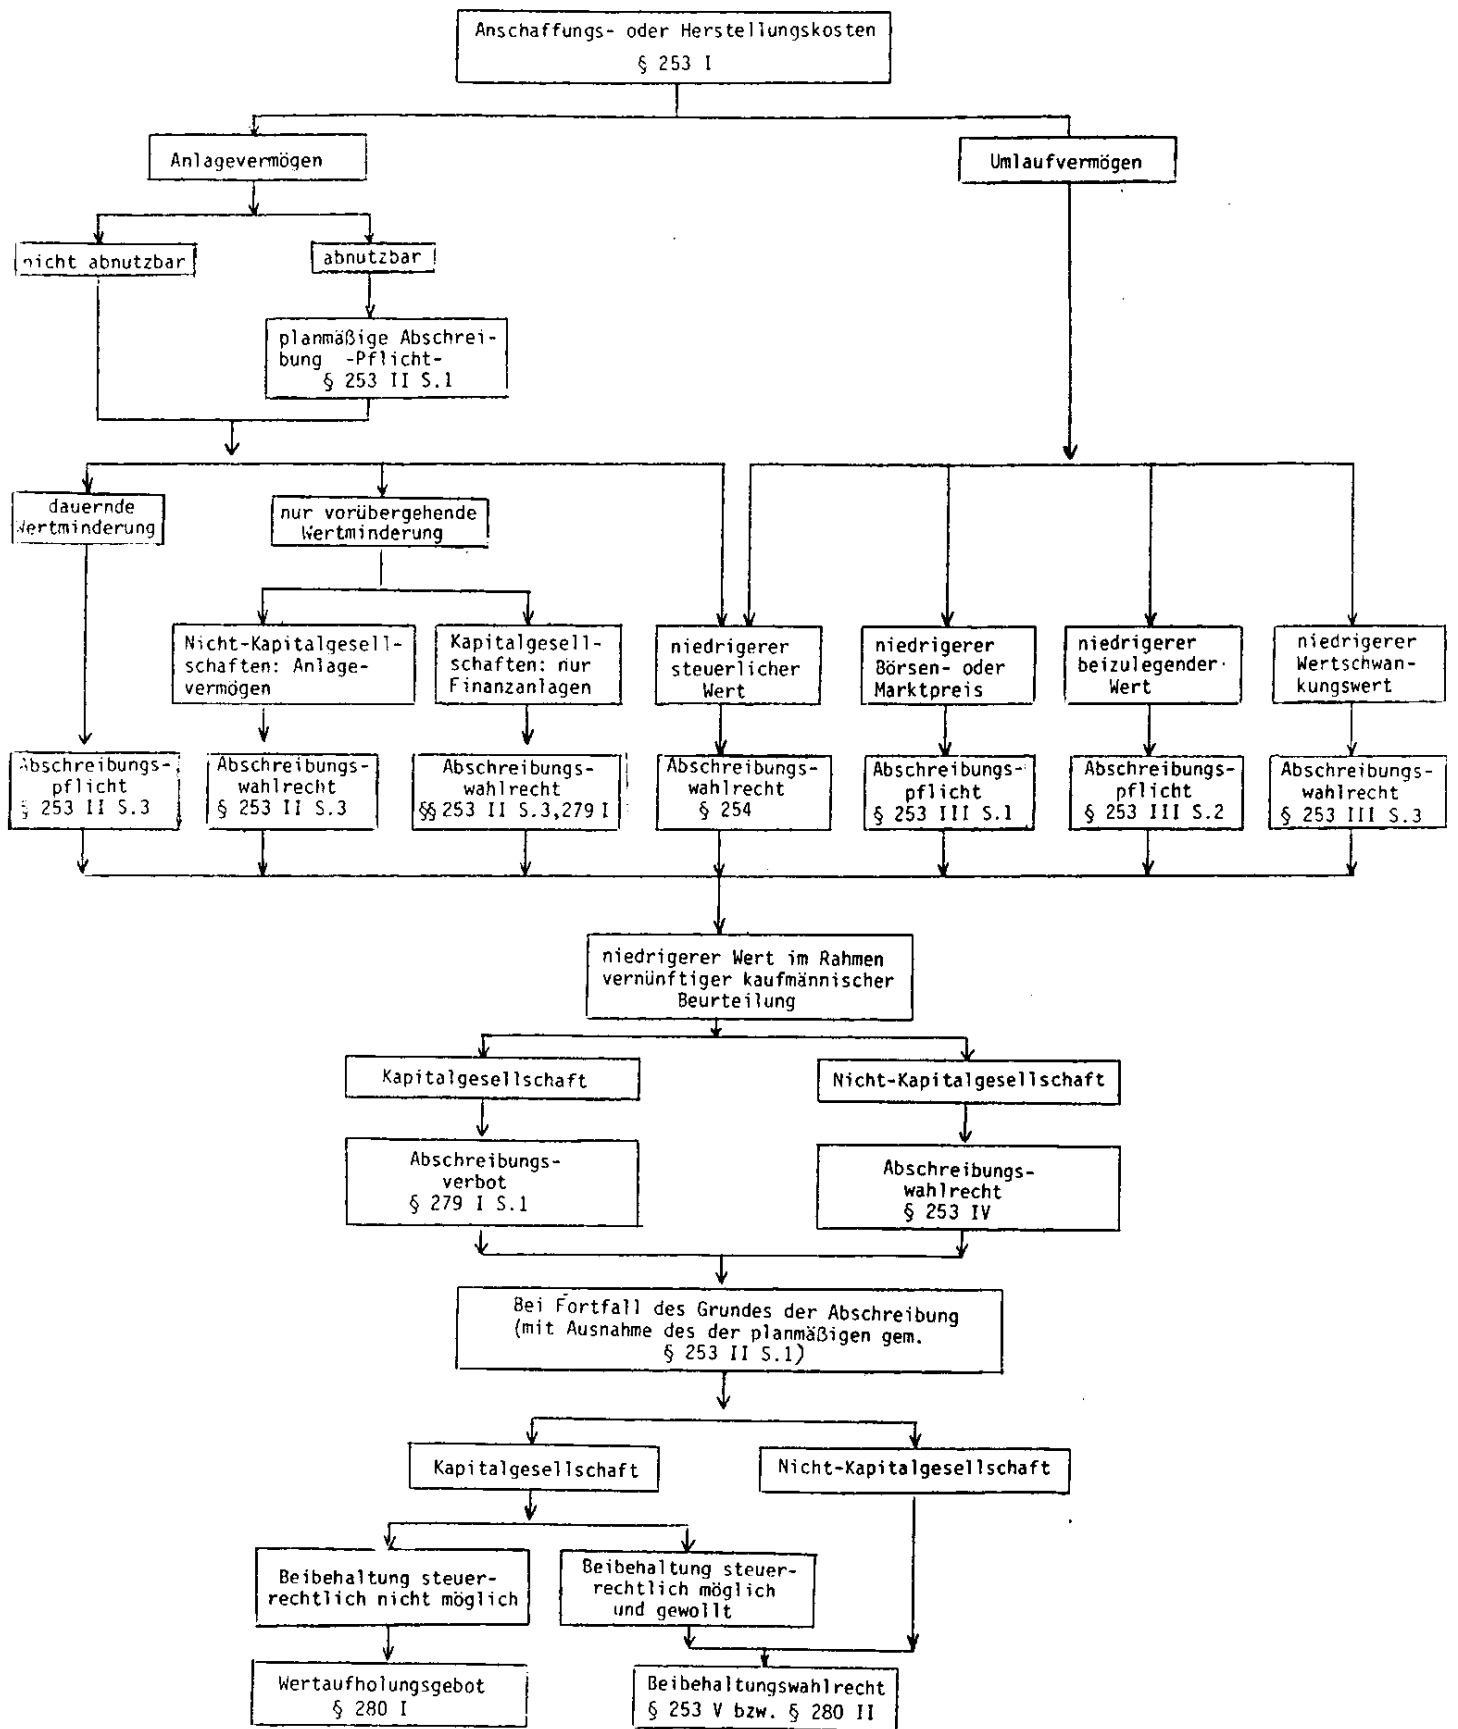 Anschaffungs- oder Herstellungskosten
§ 253 I
Anlagevermögen
Umlaufvermögen
nicht abnutzbar
abnutzbar
planmäßige Abschrei-
bung -Pflicht-
§ 253 II S.1
dauernde
Wertminderung
nur vorübergehende
Wertminderung
Nicht-Kapitalgesell-
schaften: Anlage-
vermögen
Kapitalgesell-
schaften: nur
Finanzanlagen
niedrigerer
steuerlicher
Wert
niedrigerer
Börsen- oder
Marktpreis
niedrigerer
beizulegender
Wert
niedrigerer
Wertschwan-
kungswert
Abschreibungs-
pflicht
§ 253 II S.3
Abschreibungs-
wahlrecht
§ 253 II S.3
Abschreibungs-
wahlrecht
§§ 253 II S.3,279 I
Abschreibungs-
wahlrecht
§ 254
Abschreibungs-
pflicht
§ 253 III S.1
Abschreibungs-
pflicht
§ 253 III S.2
Abschreibungs-
wahlrecht
§ 253 III S.3
niedrigerer Wert im Rahmen
vernünftiger kaufmännischer
Beurteilung
Kapitalgesellschaft
Nicht-Kapitalgesellschaft
Abschreibungs-
verbot
§ 279 I S.1
Abschreibungs-
wahlrecht
§ 253 IV
Bei Fortfall des Grundes der Abschreibung
(mit Ausnahme des der planmäßigen gem.
§ 253 II S.1)
Kapitalgesellschaft
Nicht-Kapitalgesellschaft
Beibehaltung steuer-
rechtlich nicht möglich
Beibehaltung steuer-
rechtlich möglich
und gewollt
Wertaufholungsgebot
§ 280 I
Beibehaltungswahlrecht
§ 253 V bzw. § 280 II